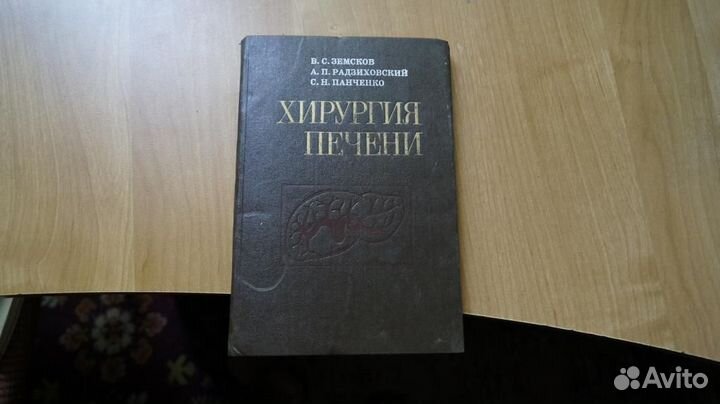 В. С. ЗЕМСКОВ
А. П. РАДЗИХОВСКИЙ
С. Н. ПАНЧЕНКО
ХИРУРГИЯ
ПЕЧЕНИ
Avito